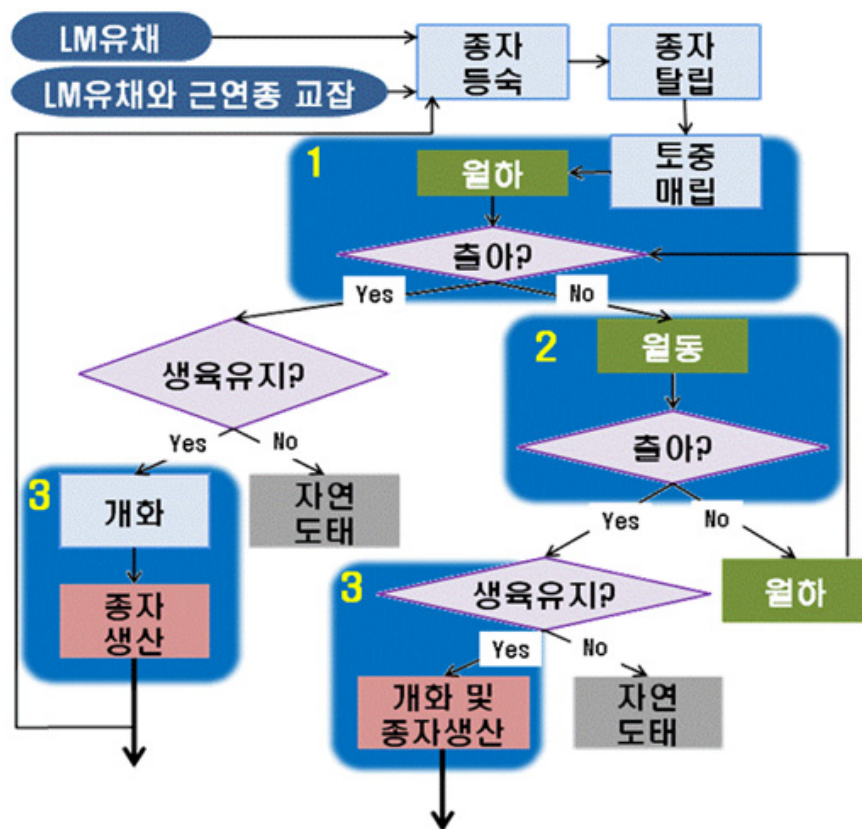 LM유채
LM유채와 근연종 교잡
종자
등숙
종자
탈립
토중
매립
1
월하
출아?
Yes
No
생육유지?
2
월동
출아?
Yes
No
3
개화
종자
생산
자연
도태
Yes
No
월하
3
생육유지?
Yes
No
개화 및
종자생산
자연
도태